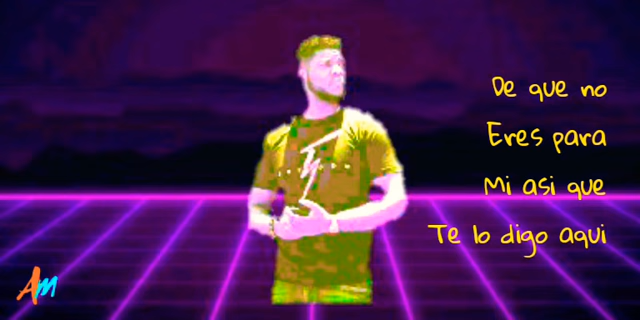 De que no
Eres para
Mi asi que
Te lo digo aqui
AM